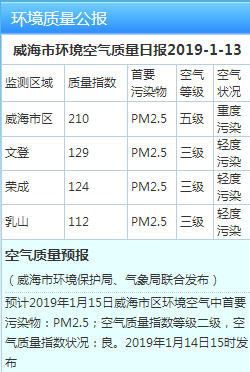 环境质量公报
威海市环境空气质量日报2019-1-13
监测区域 质量指数 首要污染物 空气等级 空气状况
威海市区 210 PM2.5 五级 重度污染
文登 129 PM2.5 三级 轻度污染
荣成 124 PM2.5 三级 轻度污染
乳山 112 PM2.5 三级 轻度污染
空气质量预报
（威海市环境保护局、气象局联合发布）
预计2019年1月15日威海市区环境空气中首要
污染物：PM2.5；空气质量指数等级二级，空
气质量指数状况：良。2019年1月14日15时发
布